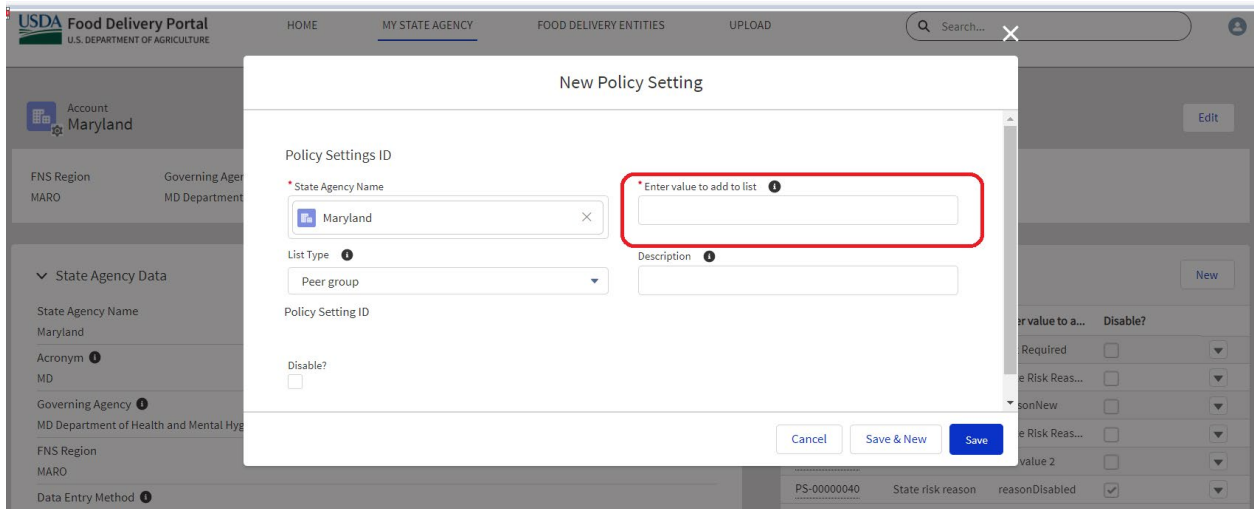 USDA Food Delivery Portal
U.S. DEPARTMENT OF AGRICULTURE
HOME MY STATE AGENCY FOOD DELIVERY ENTITIES UPLOAD Search...
New Policy Setting
Account
Maryland
Edit
FNS Region Governing Agen
MARO MD Department
Policy Settings ID
* State Agency Name * Enter value to add to list
Maryland
List Type Description
Peer group
Policy Setting ID
Disable?
Cancel Save & New Save
State Agency Data
State Agency Name
Maryland
Acronym
MD
Governing Agency
MD Department of Health and Mental Hyg
FNS Region
MARO
Data Entry Method
New
er value to a... Disable?
Required
e Risk Reas...
sonNew
e Risk Reas...
value 2
PS-00000040 State risk reason reasonDisabled